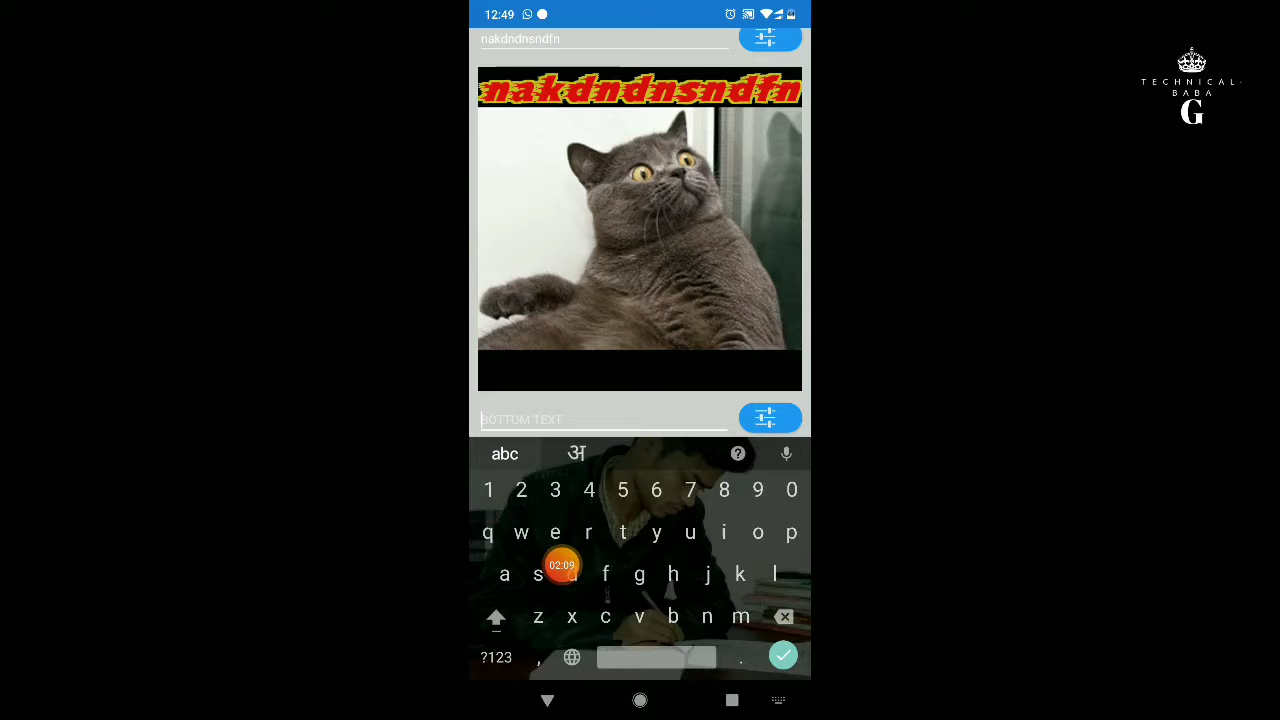 12:49
nakdndnsndfn
nakdndnsndfn
TECHNICAL-
BABA
G
BOTTOM TEXT
abc अ ?
1 2 3 4 5 6 7 8 9 0
q w e r t y u i o p
a s d f g h j k l
02:09
z x c v b n m
?123 , .